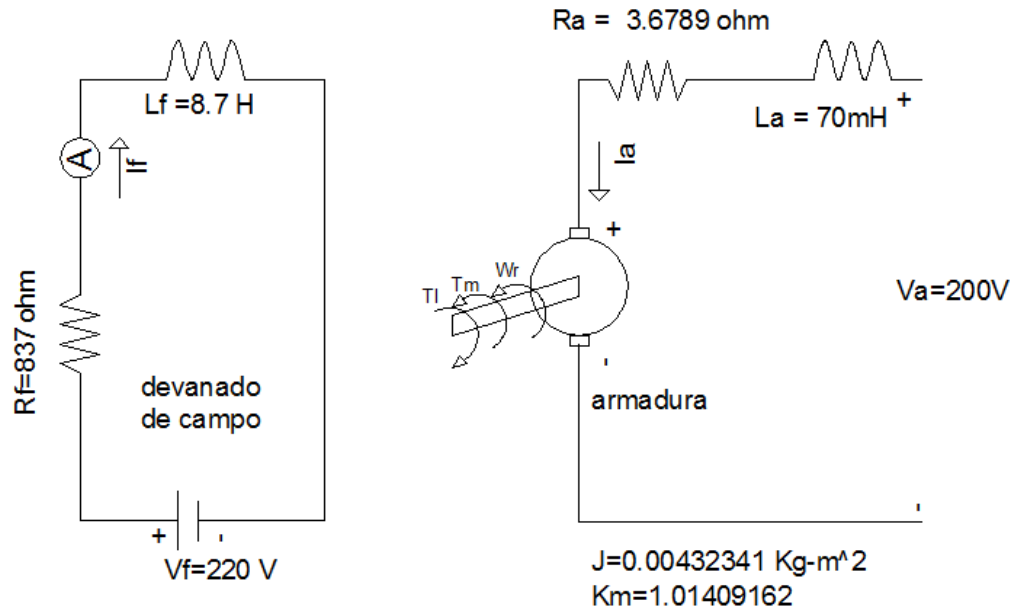 Lf =8.7 H
A
If
Rf=837 ohm
devanado
de campo
+ -
Vf=220 V
Ra = 3.6789 ohm
La = 70mH
+
Ia
+
Wr
Tm
Tl
-
armadura
Va=200V
-
J=0.00432341 Kg-m^2
Km=1.01409162